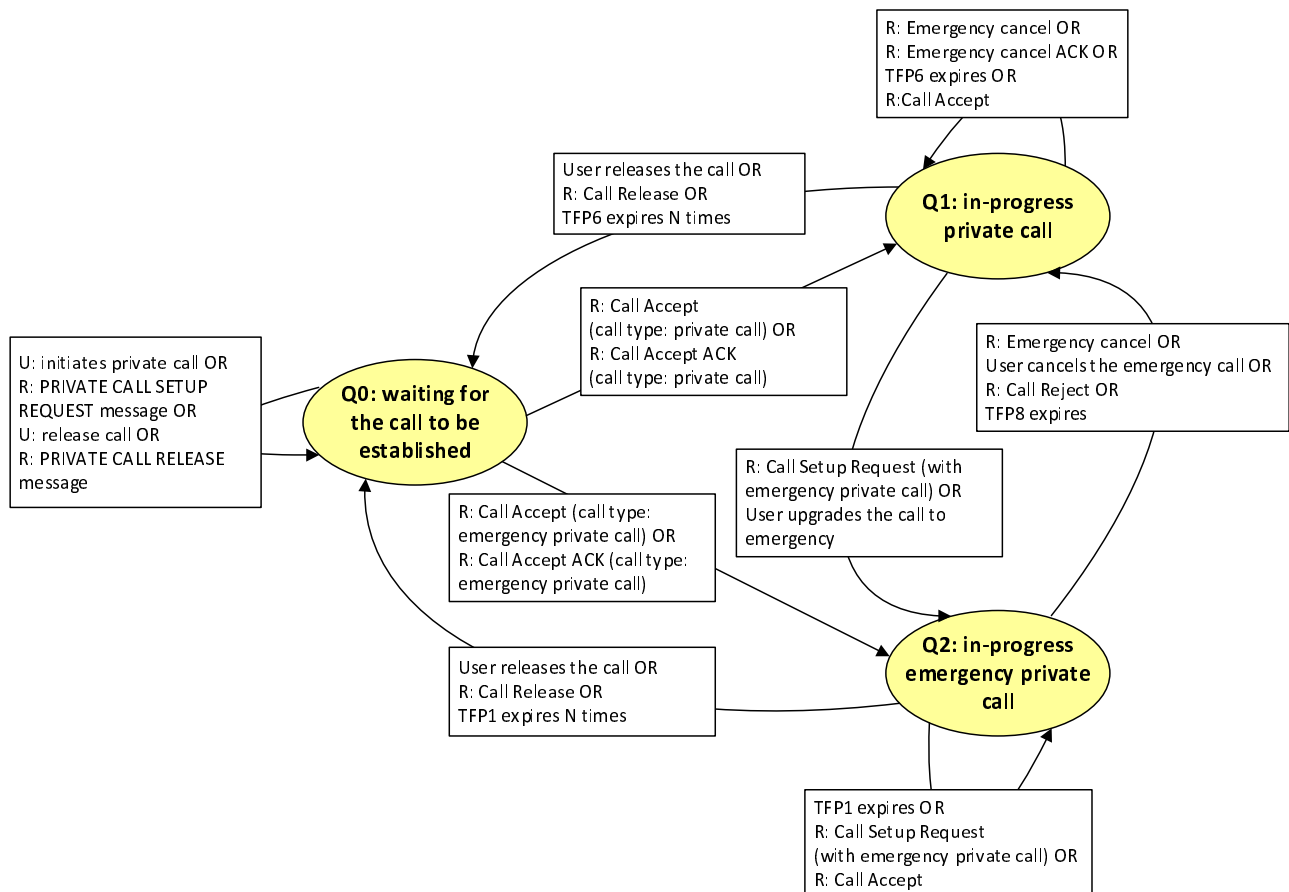 R: Emergency cancel OR
R: Emergency cancel ACK OR
TFP6 expires OR
R:Call Accept
User releases the call OR
R: Call Release OR
TFP6 expires N times
Q1: in-progress
private call
R: Call Accept
(call type: private call) OR
R: Call Accept ACK
(call type: private call)
R: Emergency cancel OR
User cancels the emergency call OR
R: Call Reject OR
TFP8 expires
U: initiates private call OR
R: PRIVATE CALL SETUP
REQUEST message OR
U: release call OR
R: PRIVATE CALL RELEASE
message
Q0: waiting for
the call to be
established
R: Call Setup Request (with
emergency private call) OR
User upgrades the call to
emergency
R: Call Accept (call type:
emergency private call) OR
R: Call Accept ACK (call type:
emergency private call)
Q2: in-progress
emergency private
call
User releases the call OR
R: Call Release OR
TFP1 expires N times
TFP1 expires OR
R: Call Setup Request
(with emergency private call) OR
R: Call Accept